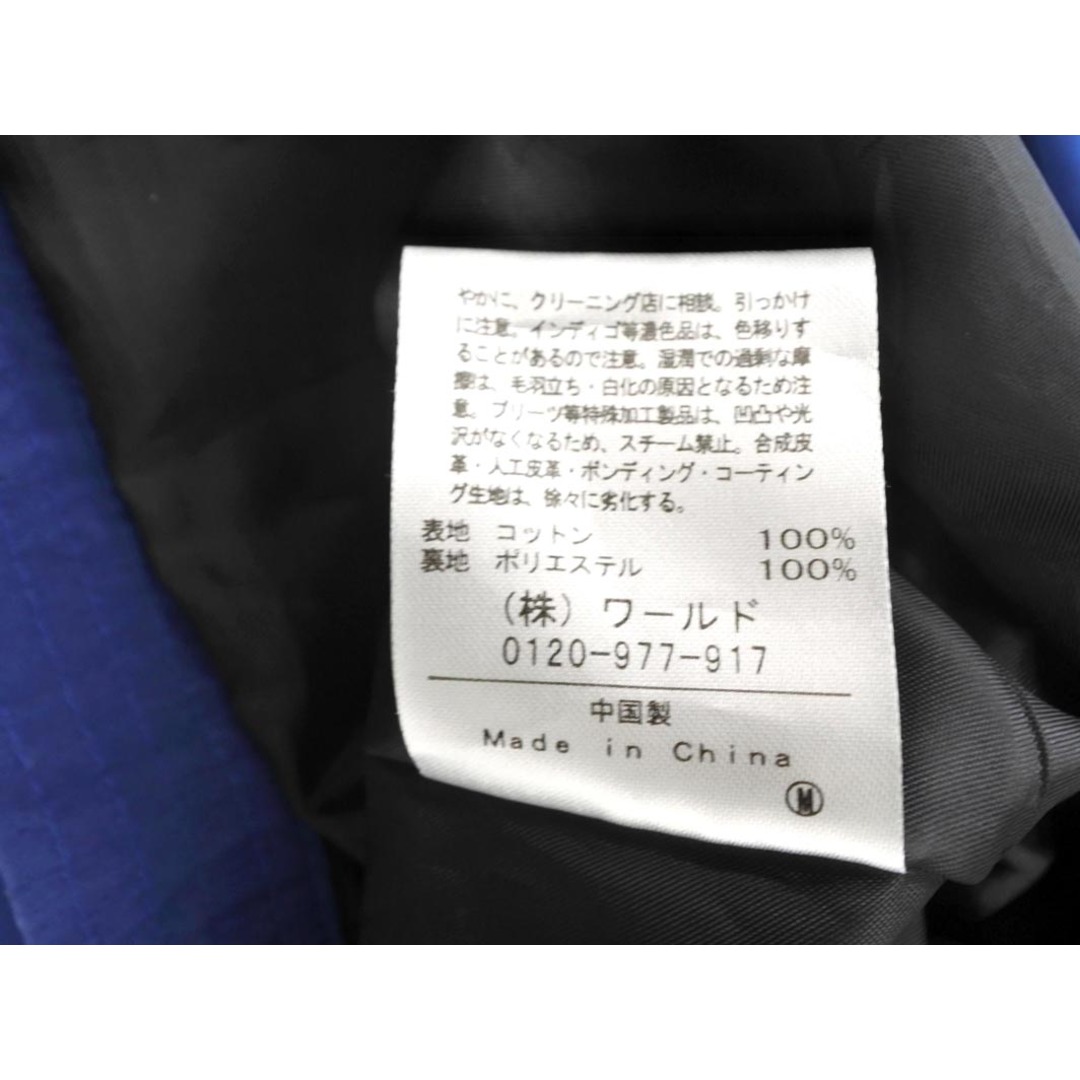 やかに、クリーニング店に相談。引っかけ
に注意。インディゴ等濃色品は、色移りす
ることがあるので注意。湿潤での過剰な摩
擦は、毛羽立ち・白化の原因となるため注
意。プリーツ等特殊加工製品は、凹凸や光
沢がなくなるため、スチーム禁止。合成皮
革・人工皮革・ボンディング・コーティン
グ生地は、徐々に劣化する。
表地 コットン 100%
裏地 ポリエステル 100%
(株) ワールド
0120-977-917
中国製
Made in China
Ⓜ